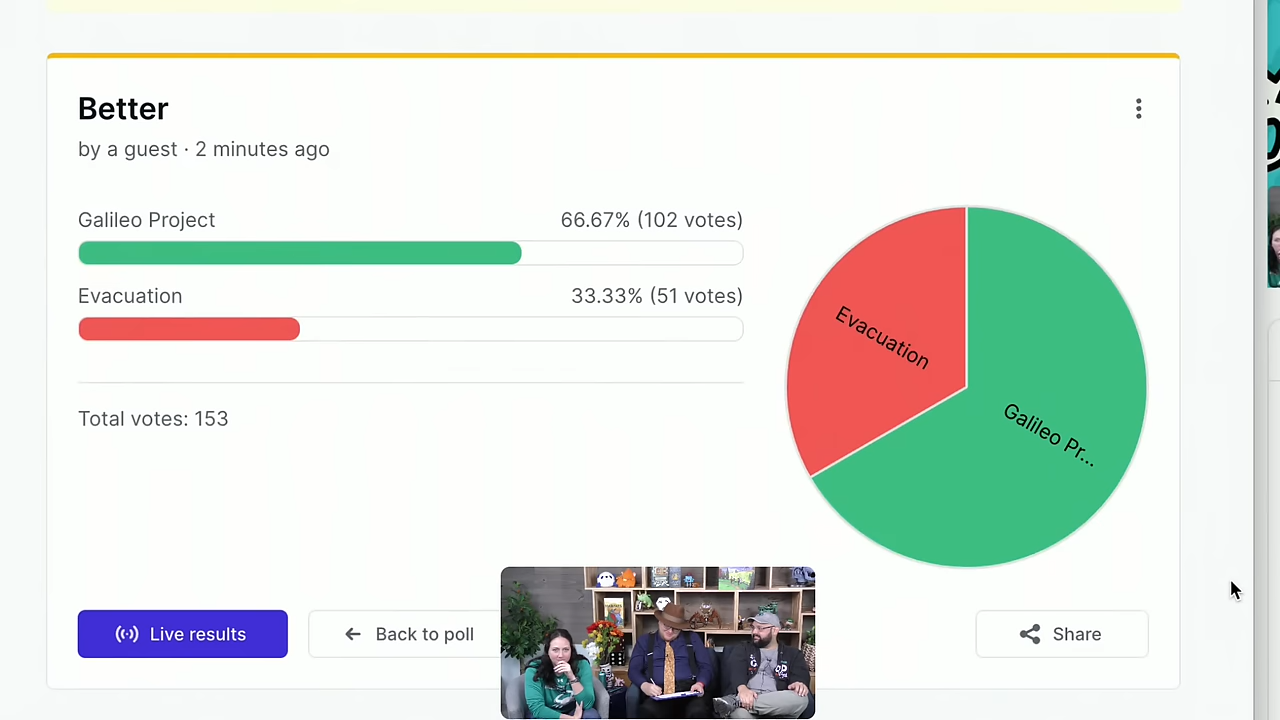 Better
by a guest · 2 minutes ago
Galileo Project
66.67% (102 votes)
Evacuation
33.33% (51 votes)
Total votes: 153
Evacuation
Galileo Pr...
Live results
Back to poll
Share